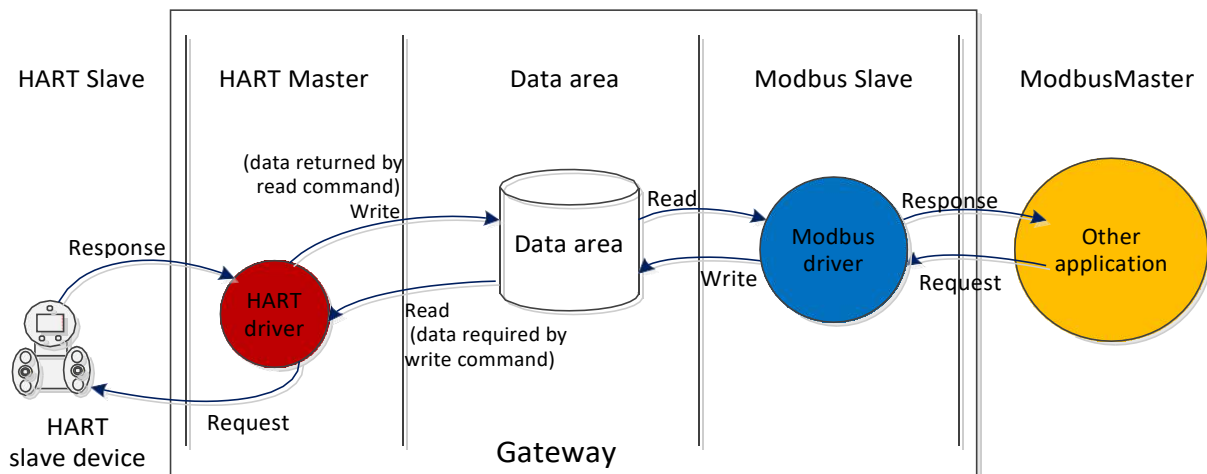 HART Slave
HART Master
Data area
Modbus Slave
ModbusMaster
(data returned by
read command)
Write
Read
Response
Response
Data area
Modbus
driver
Other
application
Write
Request
HART
driver
Read
(data required by
write command)
Request
HART
slave device
Gateway